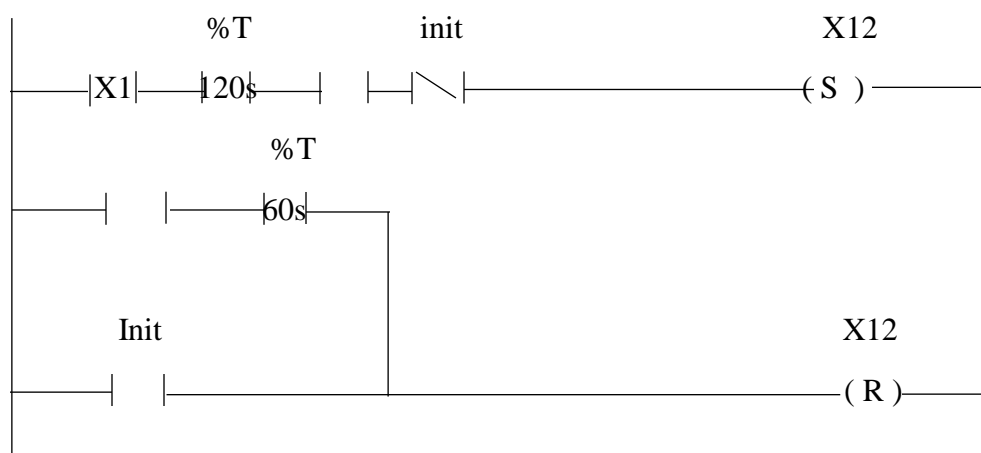 %T init X12
X1 120s ( S )
%T
60s
Init X12
( R )